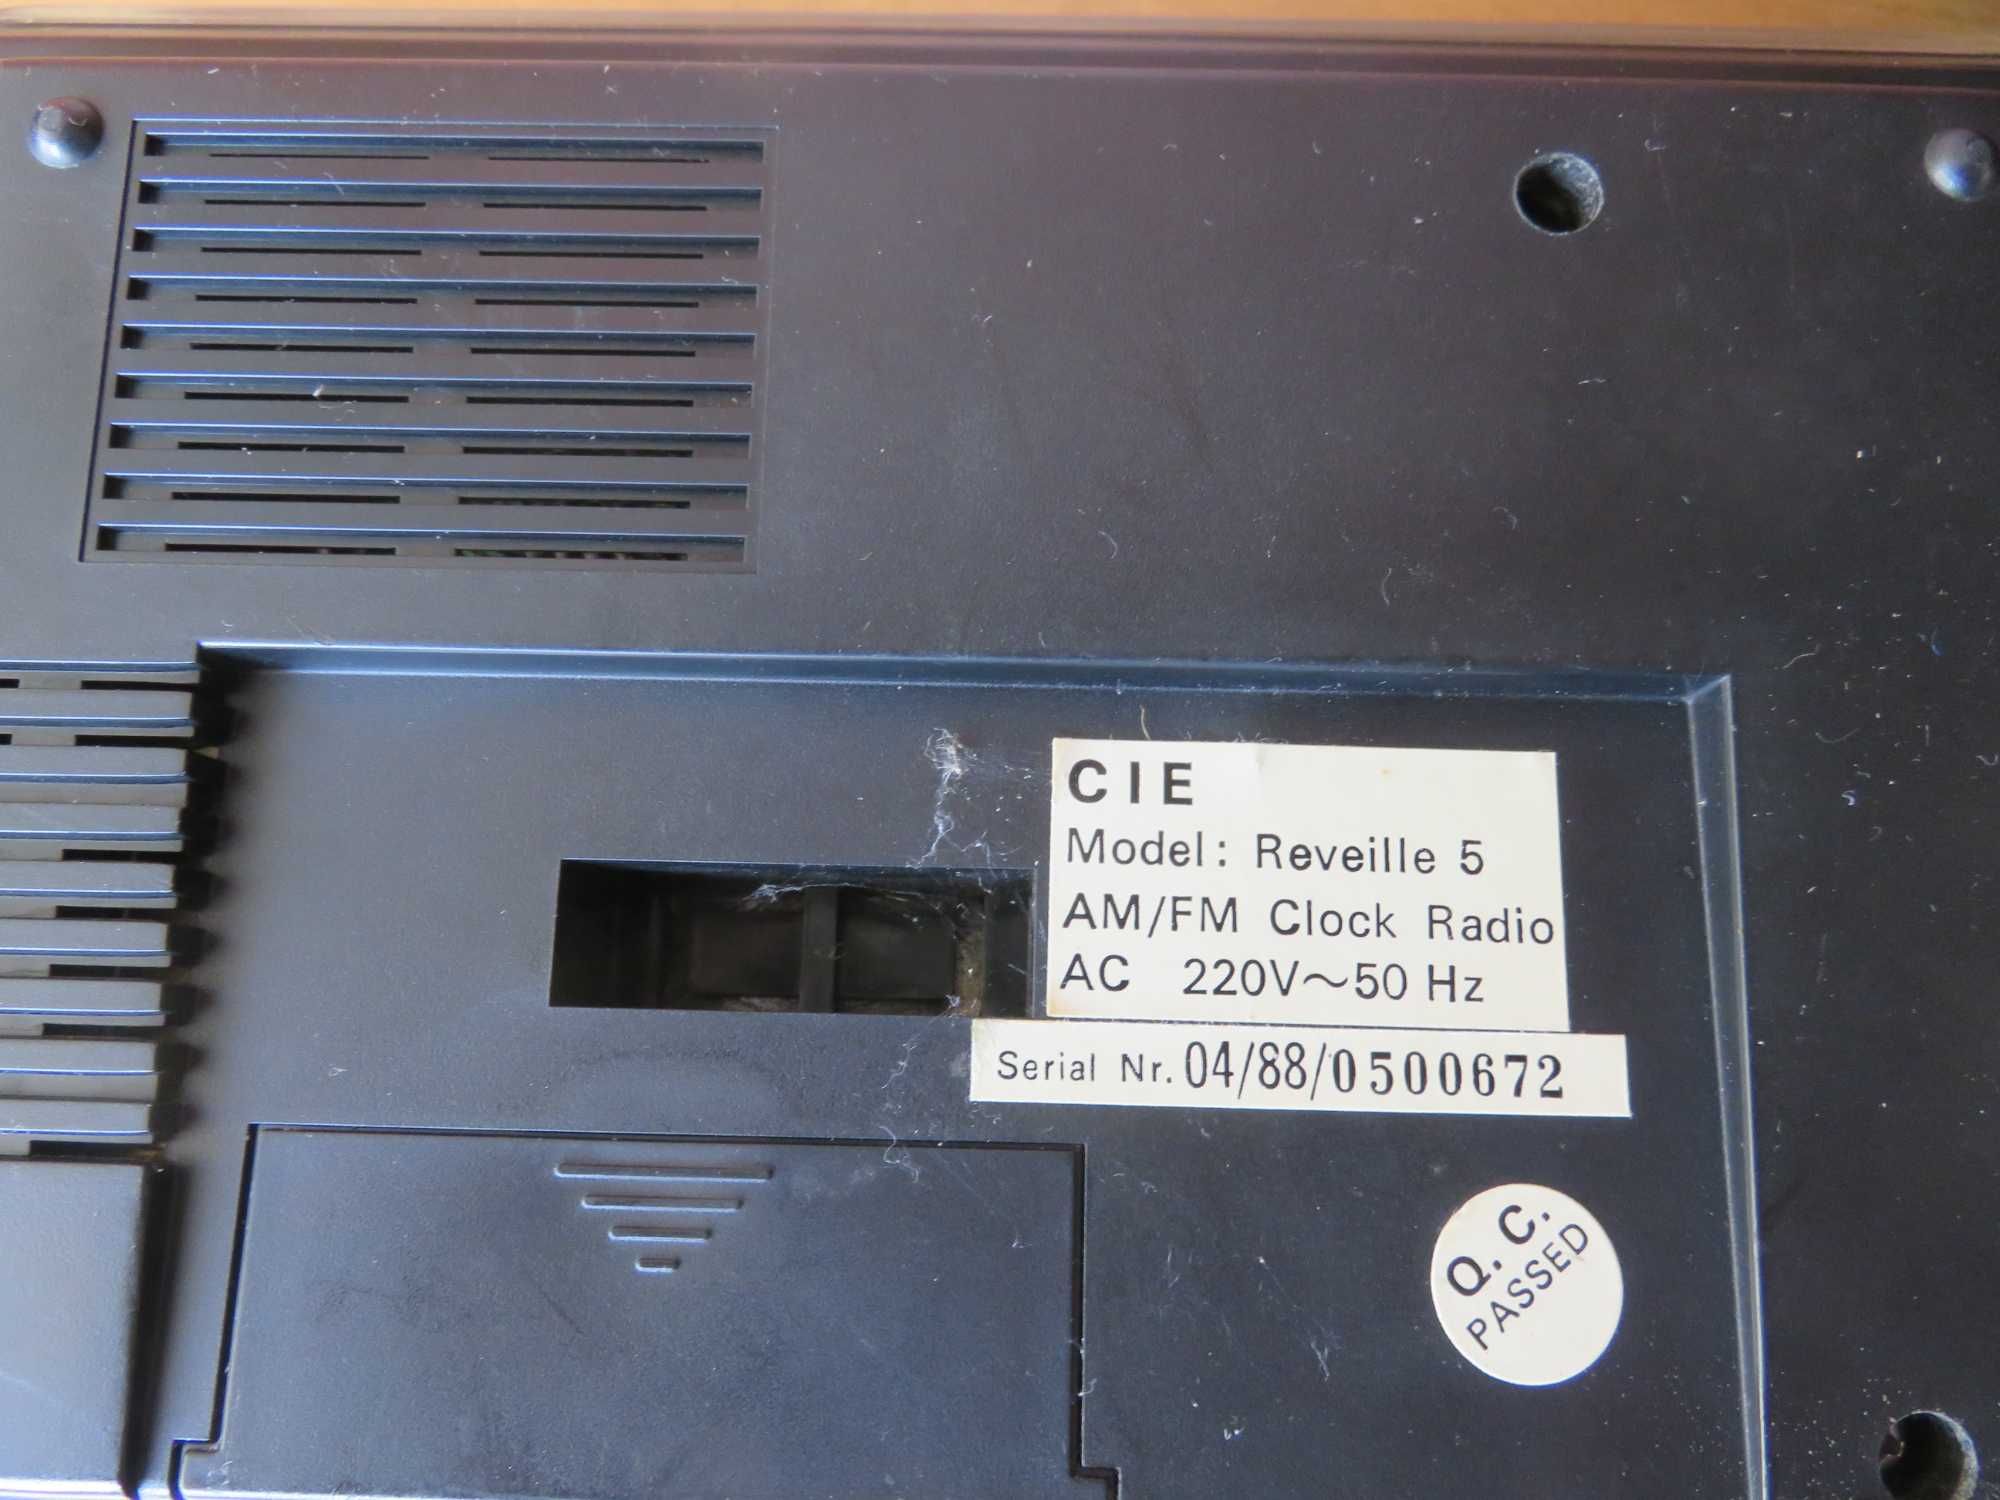 CIE
Model: Reveille 5
AM/FM Clock Radio
AC 220V～50 Hz
Serial Nr. 04/88/0500672
Q.C.
PASSED